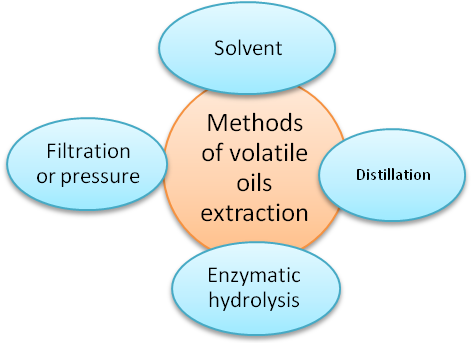 Solvent
Methods
of volatile
oils
extraction
Filtration
or pressure
Distillation
Enzymatic
hydrolysis